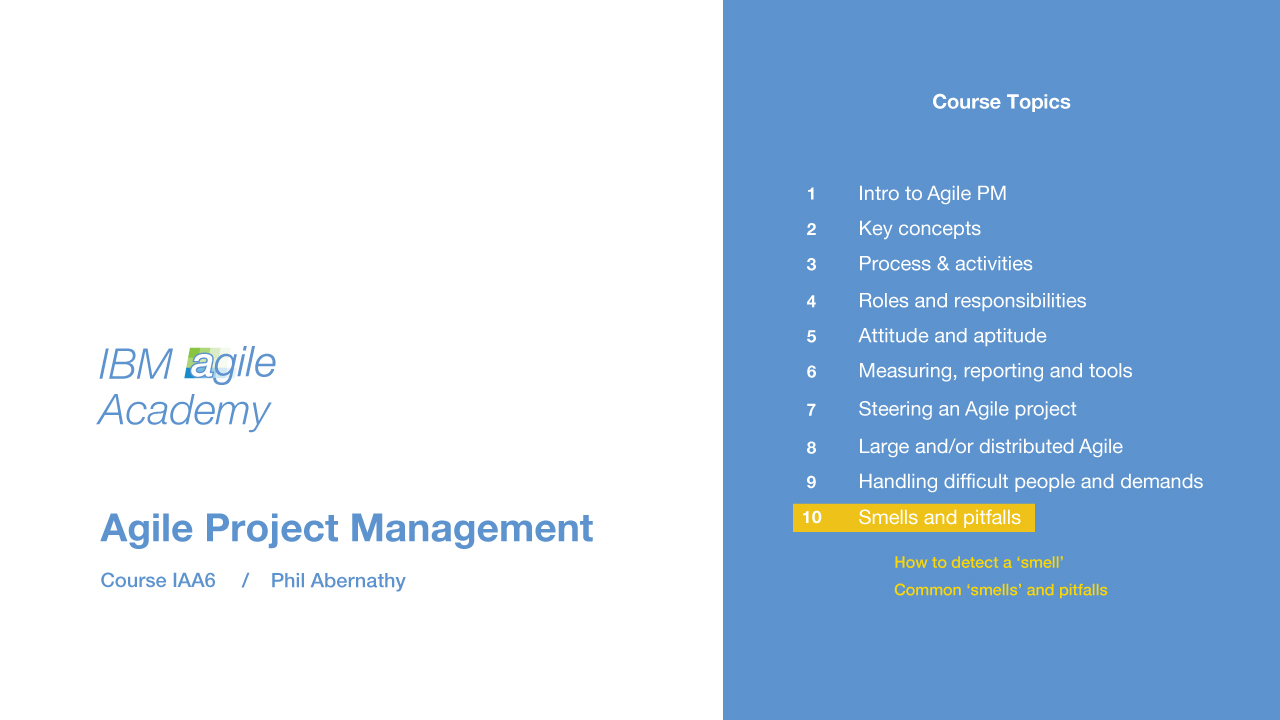 IBM agile
Academy
Agile Project Management
Course IAA6 / Phil Abernathy
Course Topics
1 Intro to Agile PM
2 Key concepts
3 Process & activities
4 Roles and responsibilities
5 Attitude and aptitude
6 Measuring, reporting and tools
7 Steering an Agile project
8 Large and/or distributed Agile
9 Handling difficult people and demands
10 Smells and pitfalls
How to detect a ‘smell’
Common ‘smells’ and pitfalls